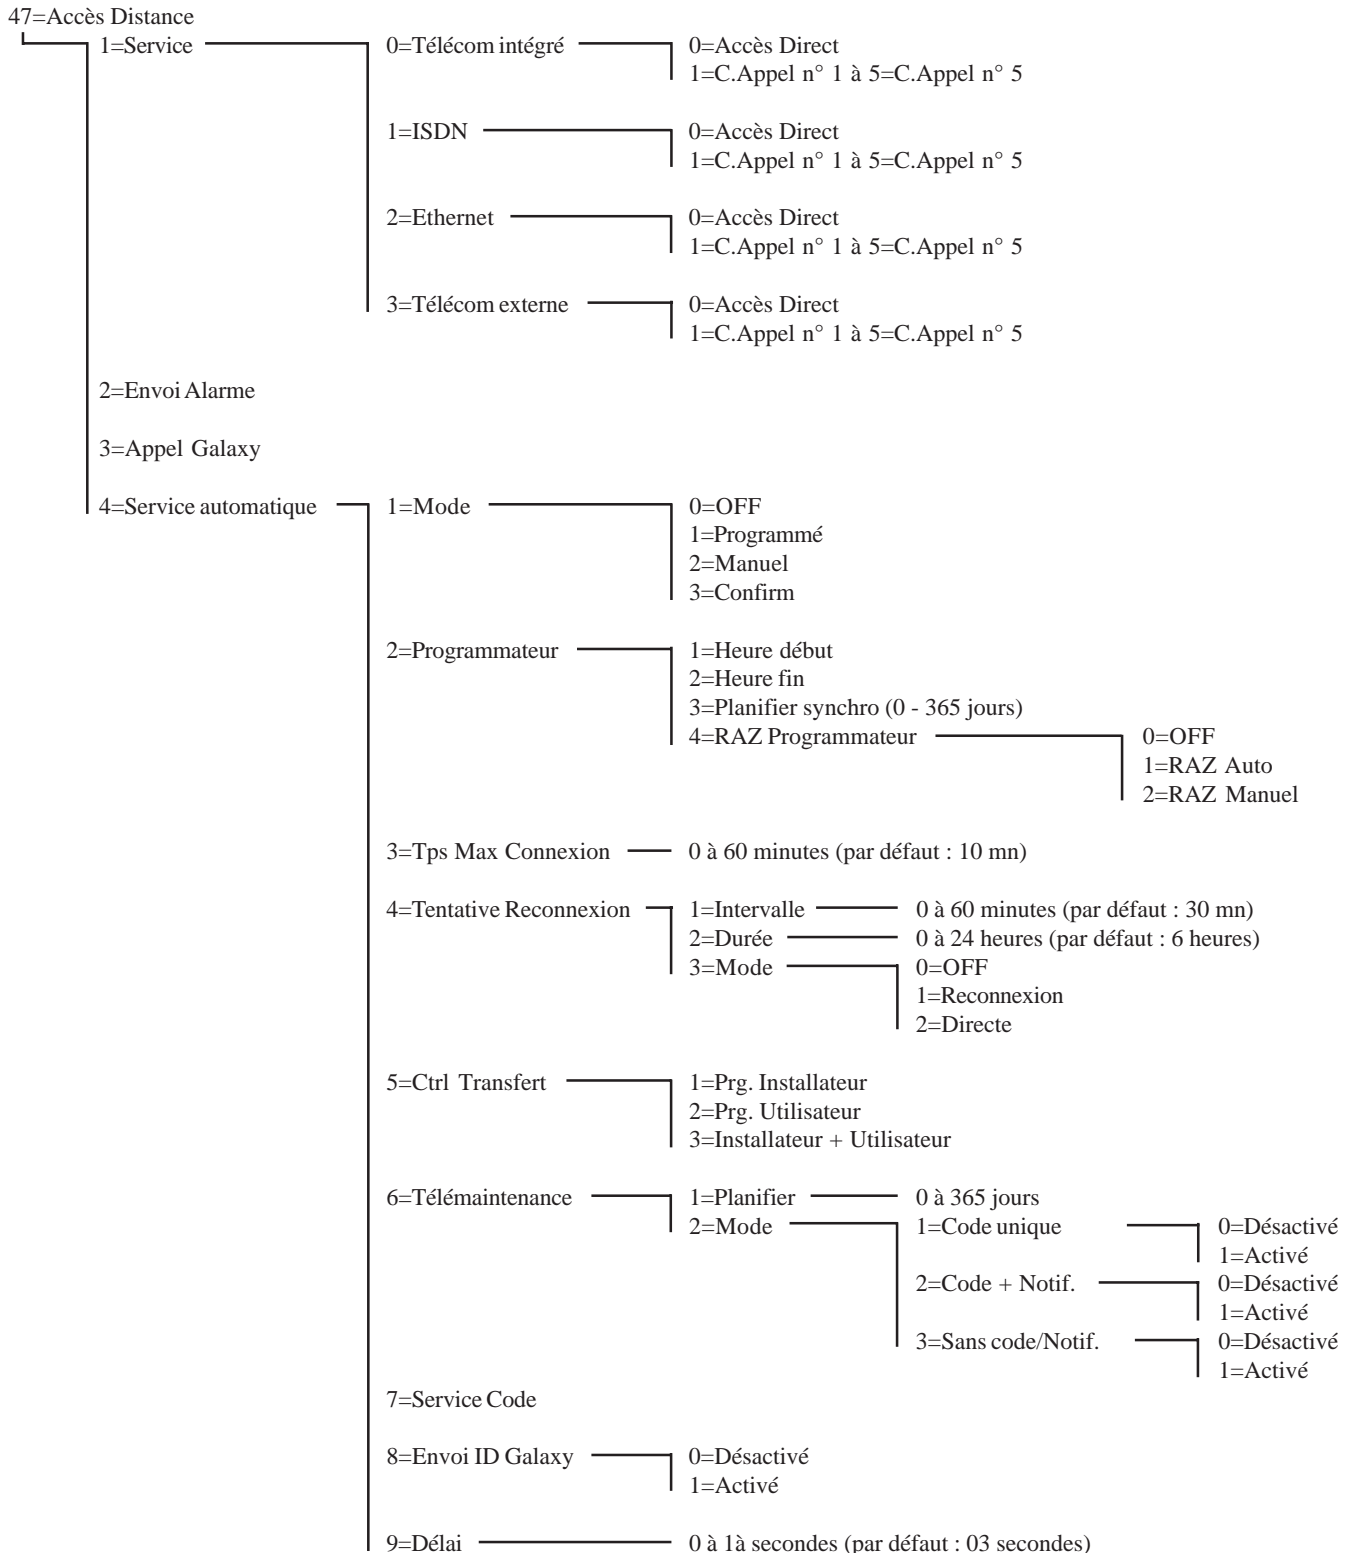 47=Accès Distance
1=Service 0=Télécom intégré 0=Accès Direct
1=C.Appel n° 1 à 5=C.Appel n° 5
1=ISDN 0=Accès Direct
1=C.Appel n° 1 à 5=C.Appel n° 5
2=Ethernet 0=Accès Direct
1=C.Appel n° 1 à 5=C.Appel n° 5
3=Télécom externe 0=Accès Direct
1=C.Appel n° 1 à 5=C.Appel n° 5
2=Envoi Alarme
3=Appel Galaxy
4=Service automatique 1=Mode 0=OFF
1=Programmé
2=Manuel
3=Confirm
2=Programmateur 1=Heure début
2=Heure fin
3=Planifier synchro (0 - 365 jours)
4=RAZ Programmateur 0=OFF
1=RAZ Auto
2=RAZ Manuel
3=Tps Max Connexion 0 à 60 minutes (par défaut : 10 mn)
4=Tentative Reconnexion 1=Intervalle 0 à 60 minutes (par défaut : 30 mn)
2=Durée 0 à 24 heures (par défaut : 6 heures)
3=Mode 0=OFF
1=Reconnexion
2=Directe
5=Ctrl Transfert 1=Prg. Installateur
2=Prg. Utilisateur
3=Installateur + Utilisateur
6=Télémaintenance 1=Planifier 0 à 365 jours
2=Mode 1=Code unique 0=Désactivé
1=Activé
2=Code + Notif. 0=Désactivé
1=Activé
3=Sans code/Notif. 0=Désactivé
1=Activé
7=Service Code
8=Envoi ID Galaxy 0=Désactivé
1=Activé
9=Délai 0 à 1à secondes (par défaut : 03 secondes)